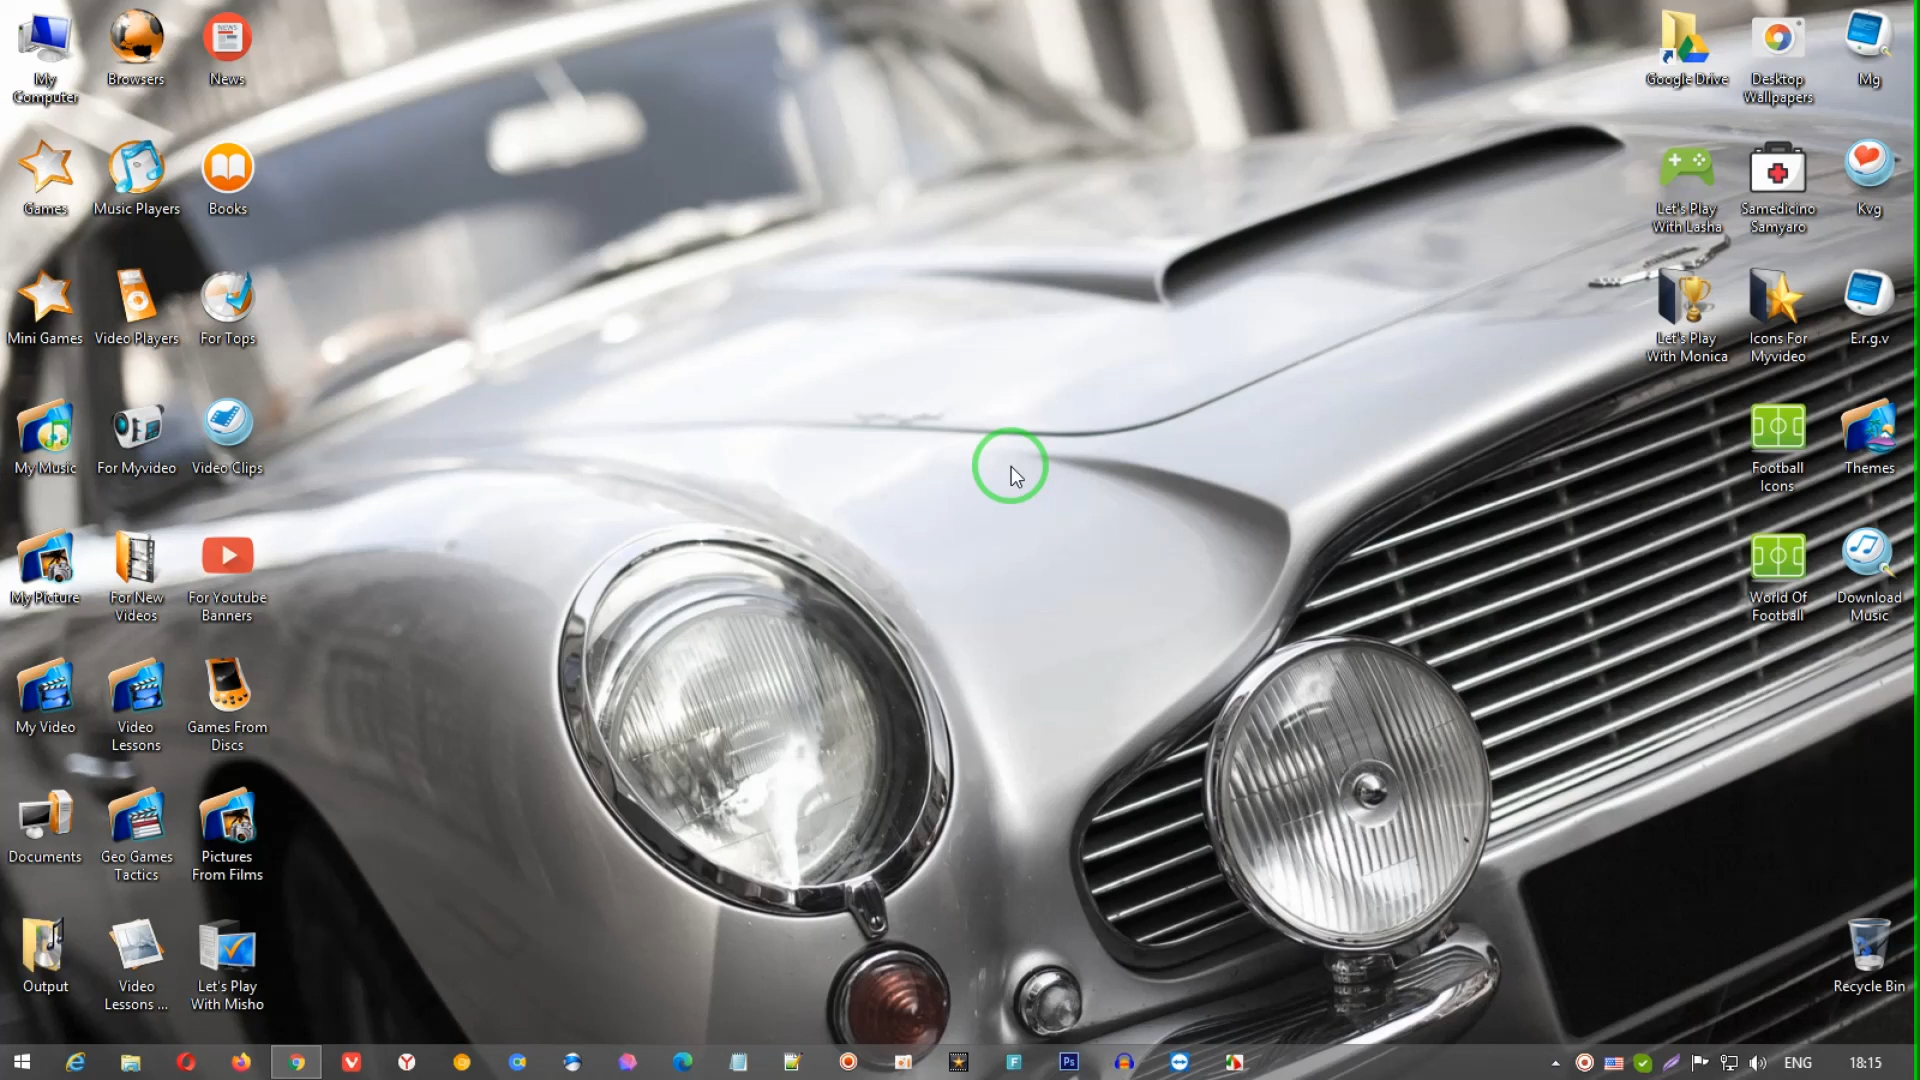 My
Computer
Browsers
News
Games
Music Players
Books
Mini Games
Video Players
For Tops
My Music
For Myvideo
Video Clips
My Picture
For New
Videos
For Youtube
Banners
My Video
Video
Lessons
Games From
Discs
Documents
Geo Games
Tactics
Pictures
From Films
Output
Video
Lessons ...
Let's Play
With Misho
Google Drive
Desktop
Wallpapers
Mg
Let's Play
With Lasha
Samedicino
Samyaro
Kvg
Let's Play
With Monica
Icons For
Myvideo
E.r.g.v
Football
Icons
Themes
World Of
Football
Download
Music
Recycle Bin
NEWS
Ps
F
ENG
18:15